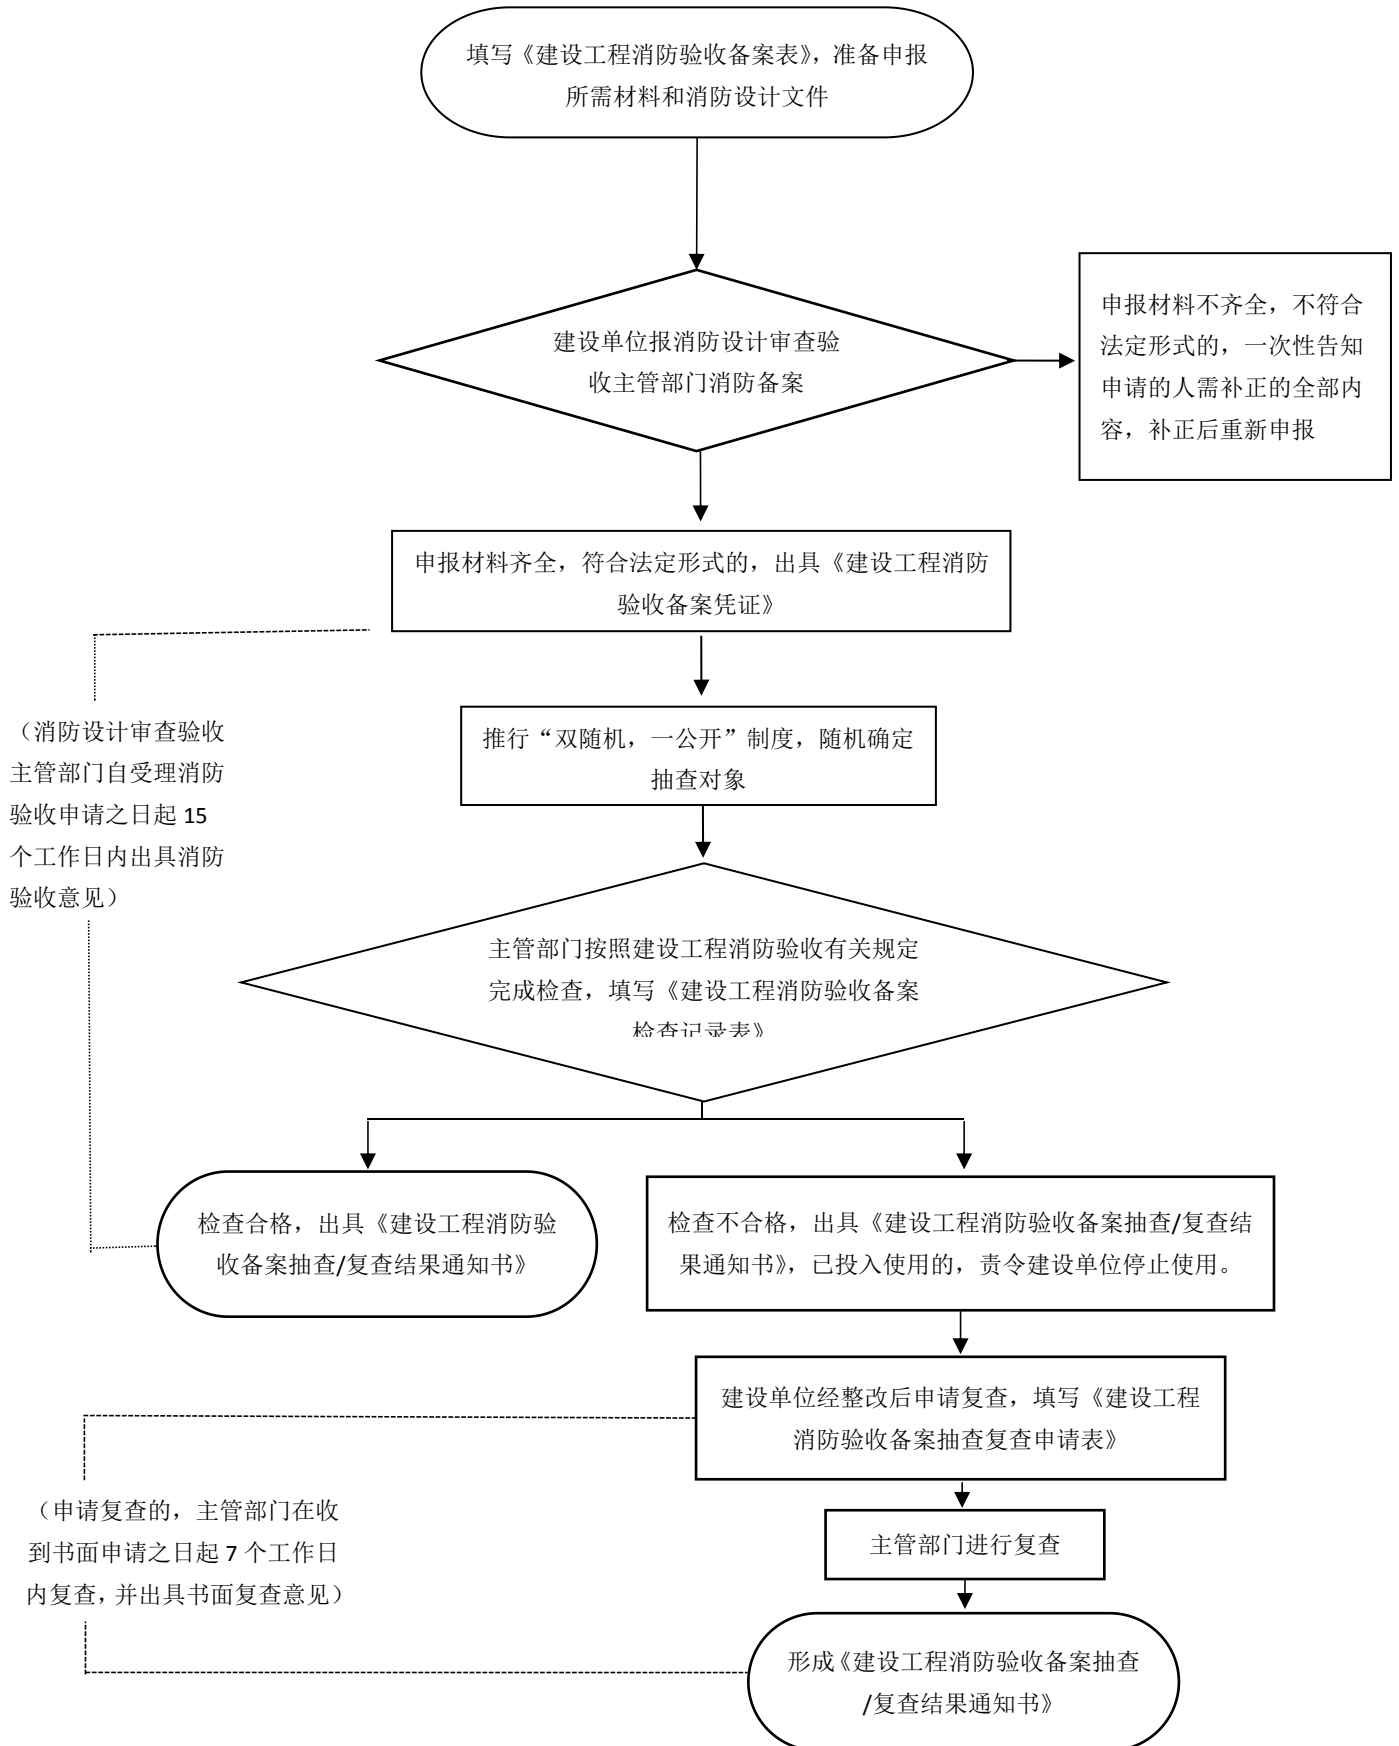 填写《建设工程消防验收备案表》，准备申报
所需材料和消防设计文件
建设单位报消防设计审查验
收主管部门消防备案
申报材料不齐全，不符合
法定形式的，一次性告知
申请的人需补正的全部内
容，补正后重新申报
申报材料齐全，符合法定形式的，出具《建设工程消防
验收备案凭证》
（消防设计审查验收
主管部门自受理消防
验收申请之日起 15
个工作日内出具消防
验收意见）
推行“双随机，一公开”制度，随机确定
抽查对象
主管部门按照建设工程消防验收有关规定
完成检查，填写《建设工程消防验收备案
检查记录表》
检查合格，出具《建设工程消防验
收备案抽查/复查结果通知书》
检查不合格，出具《建设工程消防验收备案抽查/复查结
果通知书》，已投入使用的，责令建设单位停止使用。
建设单位经整改后申请复查，填写《建设工程
消防验收备案抽查复查申请表》
（申请复查的，主管部门在收
到书面申请之日起 7 个工作日
内复查，并出具书面复查意见）
主管部门进行复查
形成《建设工程消防验收备案抽查
/复查结果通知书》